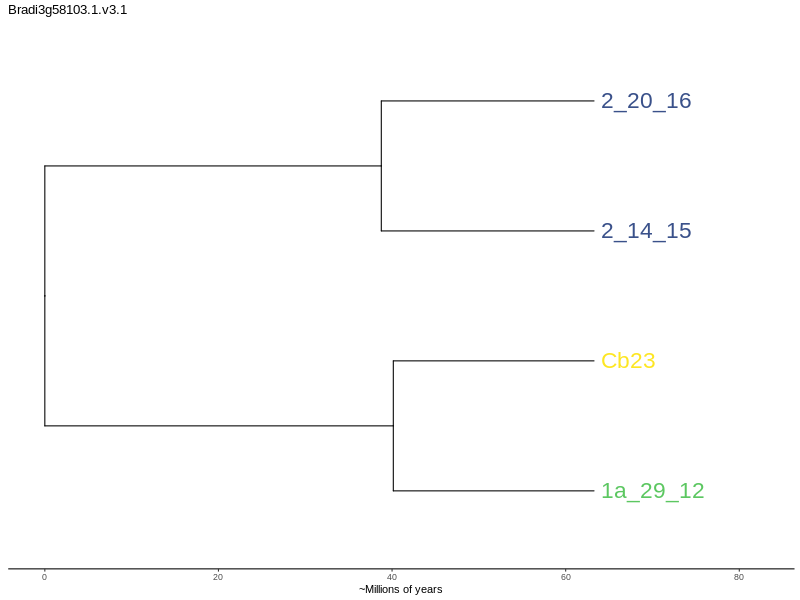 Bradi3g58103.1.v3.1
2_20_16
2_14_15
Cb23
1a_29_12
0 20 40 60 80
~Millions of years